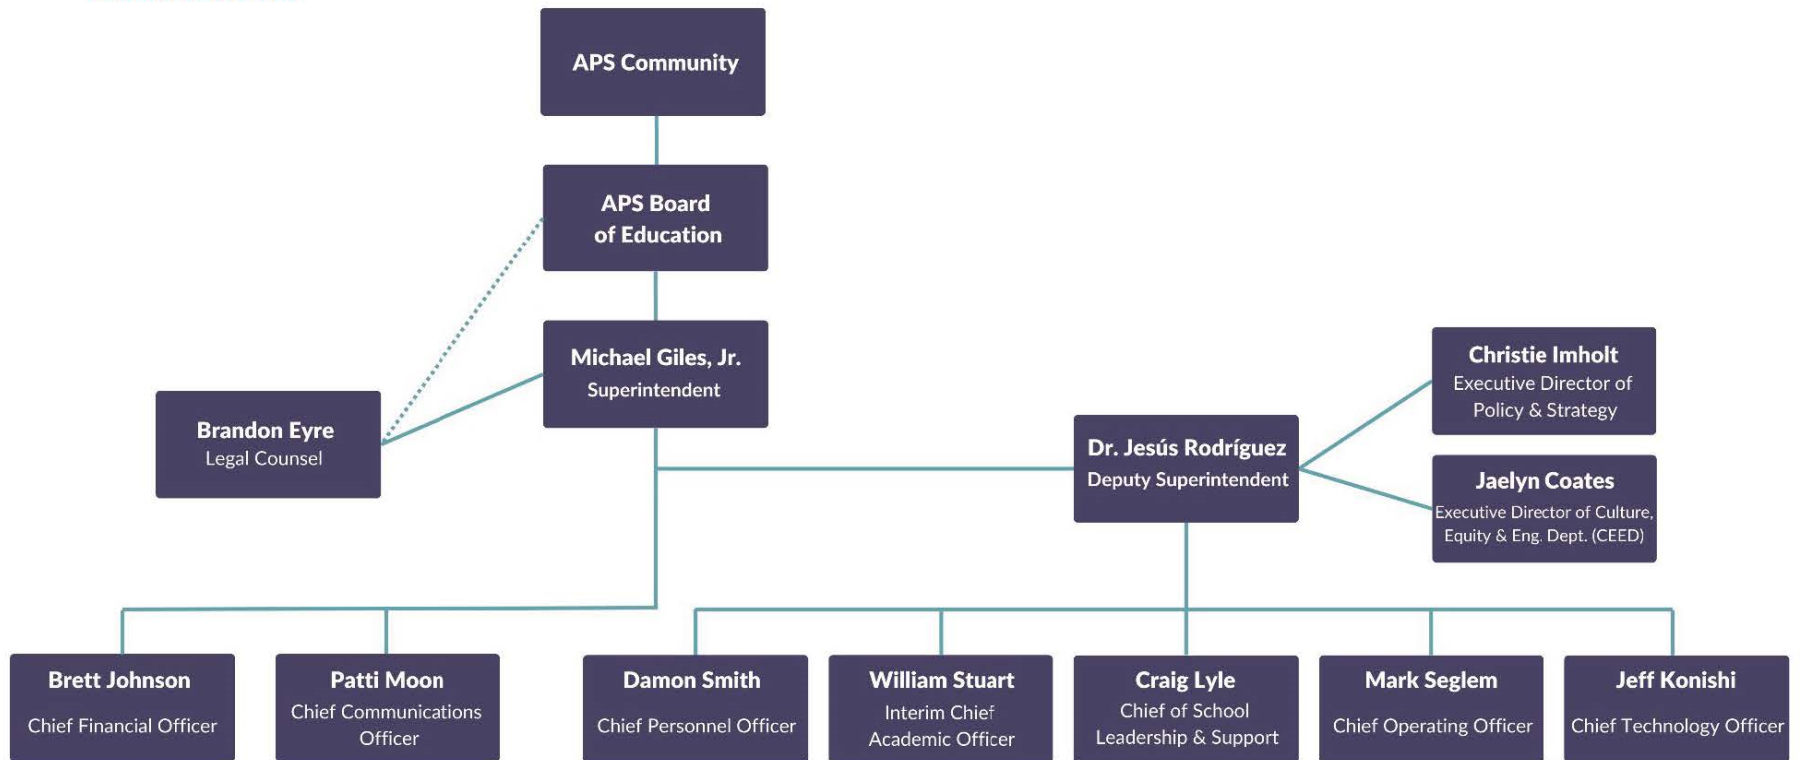 APS Community
APS Board
of Education
Michael Giles, Jr.
Superintendent
Brandon Eyre
Legal Counsel
Dr. Jesús Rodríguez
Deputy Superintendent
Christie Imholt
Executive Director of
Policy & Strategy
Jaelyn Coates
Executive Director of Culture,
Equity & Eng. Dept. (CEED)
Brett Johnson
Chief Financial Officer
Patti Moon
Chief Communications
Officer
Damon Smith
Chief Personnel Officer
William Stuart
Interim Chief
Academic Officer
Craig Lyle
Chief of School
Leadership & Support
Mark Seglem
Chief Operating Officer
Jeff Konishi
Chief Technology Officer